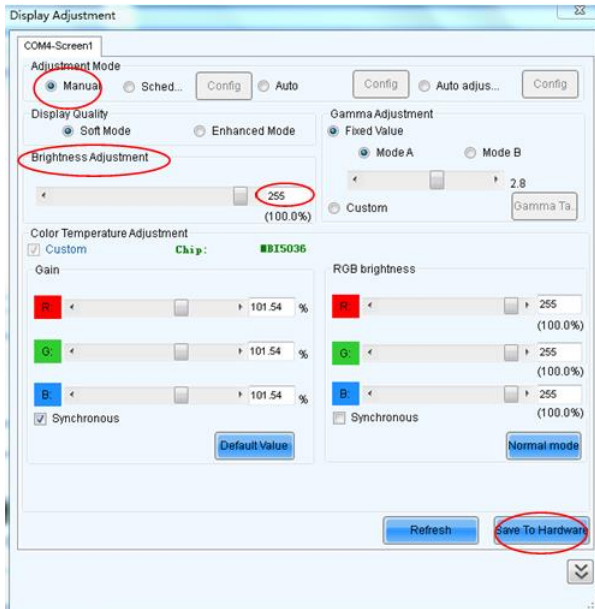 Display Adjustment
COM4-Screen1
Adjustment Mode
Manual Sched... Config Auto Config Auto adjus... Config
Display Quality
Soft Mode Enhanced Mode
Gamma Adjustment
Fixed Value
Mode A Mode B
2.8
Custom Gamma Ta..
Brightness Adjustment
255
(100.0%)
Color Temperature Adjustment
Custom Chip: MBI5036
Gain
R: 101.54 %
G: 101.54 %
B: 101.54 %
Synchronous
Default Value
RGB brightness
R: 255
(100.0%)
G: 255
(100.0%)
B: 255
(100.0%)
Synchronous
Normal mode
Refresh Save To Hardware